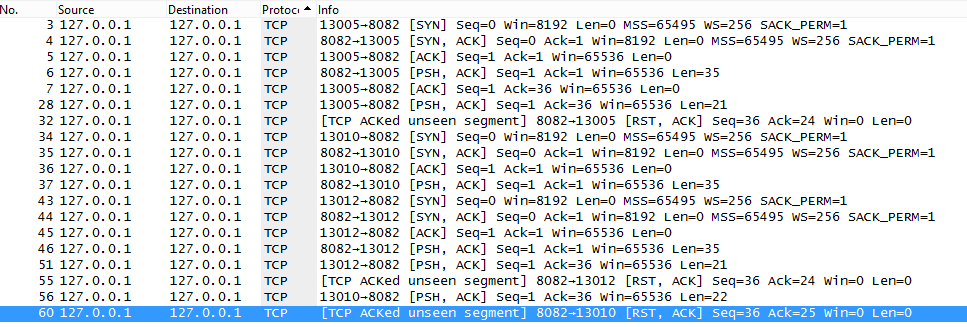 No. Source Destination Protocc Info
3 127.0.0.1 127.0.0.1 TCP 13005→8082 [SYN] Seq=0 Win=8192 Len=0 MSS=65495 WS=256 SACK_PERM=1
4 127.0.0.1 127.0.0.1 TCP 8082→13005 [SYN, ACK] Seq=0 Ack=1 Win=8192 Len=0 MSS=65495 WS=256 SACK_PERM=1
5 127.0.0.1 127.0.0.1 TCP 13005→8082 [ACK] Seq=1 Ack=1 Win=65536 Len=0
6 127.0.0.1 127.0.0.1 TCP 8082→13005 [PSH, ACK] Seq=1 Ack=1 Win=65536 Len=35
7 127.0.0.1 127.0.0.1 TCP 13005→8082 [ACK] Seq=1 Ack=36 Win=65536 Len=0
28 127.0.0.1 127.0.0.1 TCP 13005→8082 [PSH, ACK] Seq=1 Ack=36 Win=65536 Len=21
32 127.0.0.1 127.0.0.1 TCP [TCP ACKed unseen segment] 8082→13005 [RST, ACK] Seq=36 Ack=24 Win=0 Len=0
34 127.0.0.1 127.0.0.1 TCP 13010→8082 [SYN] Seq=0 Win=8192 Len=0 MSS=65495 WS=256 SACK_PERM=1
35 127.0.0.1 127.0.0.1 TCP 8082→13010 [SYN, ACK] Seq=0 Ack=1 Win=8192 Len=0 MSS=65495 WS=256 SACK_PERM=1
36 127.0.0.1 127.0.0.1 TCP 13010→8082 [ACK] Seq=1 Ack=1 Win=65536 Len=0
37 127.0.0.1 127.0.0.1 TCP 8082→13010 [PSH, ACK] Seq=1 Ack=1 Win=65536 Len=35
43 127.0.0.1 127.0.0.1 TCP 13012→8082 [SYN] Seq=0 Win=8192 Len=0 MSS=65495 WS=256 SACK_PERM=1
44 127.0.0.1 127.0.0.1 TCP 8082→13012 [SYN, ACK] Seq=0 Ack=1 Win=8192 Len=0 MSS=65495 WS=256 SACK_PERM=1
45 127.0.0.1 127.0.0.1 TCP 13012→8082 [ACK] Seq=1 Ack=1 Win=65536 Len=0
46 127.0.0.1 127.0.0.1 TCP 8082→13012 [PSH, ACK] Seq=1 Ack=1 Win=65536 Len=35
51 127.0.0.1 127.0.0.1 TCP 13012→8082 [PSH, ACK] Seq=1 Ack=36 Win=65536 Len=21
55 127.0.0.1 127.0.0.1 TCP [TCP ACKed unseen segment] 8082→13012 [RST, ACK] Seq=36 Ack=24 Win=0 Len=0
56 127.0.0.1 127.0.0.1 TCP 13010→8082 [PSH, ACK] Seq=1 Ack=36 Win=65536 Len=22
60 127.0.0.1 127.0.0.1 TCP [TCP ACKed unseen segment] 8082→13010 [RST, ACK] Seq=36 Ack=25 Win=0 Len=0